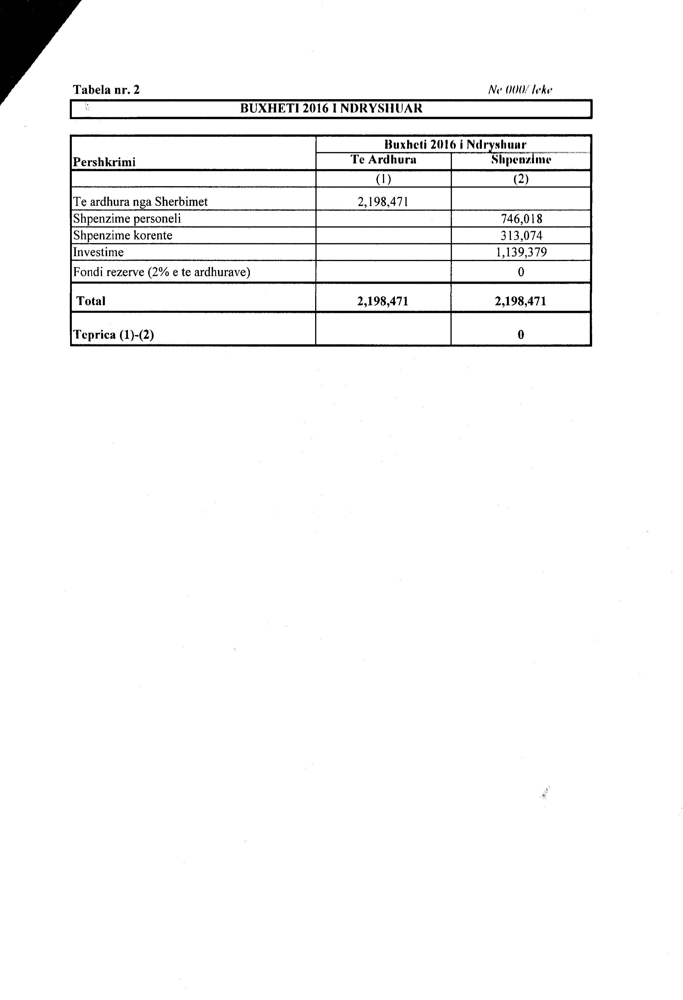 Tabela nr. 2 Ne 000/ leke
BUXHETI 2016 I NDRYSHUAR
Buxheti 2016 i Ndryshuar
Pershkrimi Te Ardhura Shpenzime
(1) (2)
Te ardhura nga Sherbimet 2,198,471
Shpenzime personeli 746,018
Shpenzime korente 313,074
Investime 1,139,379
Fondi rezerve (2% e te ardhurave) 0
Total 2,198,471 2,198,471
Teprica (1)-(2) 0